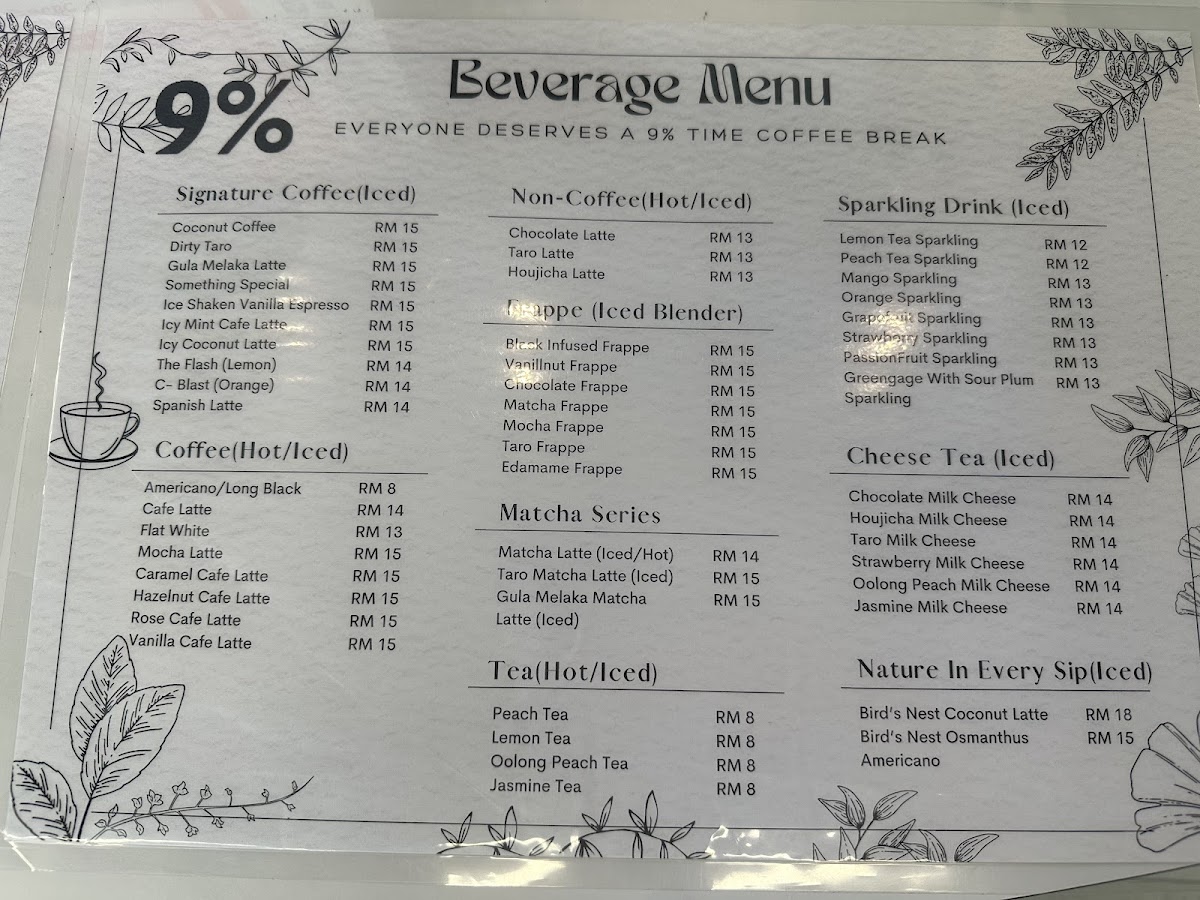 9%
Beverage Menu
EVERYONE DESERVES A 9% TIME COFFEE BREAK
Signature Coffee(Iced)
Coconut Coffee RM 15
Dirty Taro RM 15
Gula Melaka Latte RM 15
Something Special RM 15
Ice Shaken Vanilla Espresso RM 15
Icy Mint Cafe Latte RM 15
Icy Coconut Latte RM 15
The Flash (Lemon) RM 14
C- Blast (Orange) RM 14
Spanish Latte RM 14
Coffee(Hot/Iced)
Americano/Long Black RM 8
Cafe Latte RM 14
Flat White RM 13
Mocha Latte RM 15
Caramel Cafe Latte RM 15
Hazelnut Cafe Latte RM 15
Rose Cafe Latte RM 15
Vanilla Cafe Latte RM 15
Non-Coffee(Hot/Iced)
Chocolate Latte RM 13
Taro Latte RM 13
Houjicha Latte RM 13
Frappe (Iced Blender)
Black Infused Frappe RM 15
Vanillnut Frappe RM 15
Chocolate Frappe RM 15
Matcha Frappe RM 15
Mocha Frappe RM 15
Taro Frappe RM 15
Edamame Frappe RM 15
Matcha Series
Matcha Latte (Iced/Hot) RM 14
Taro Matcha Latte (Iced) RM 15
Gula Melaka Matcha RM 15
Latte (Iced)
Tea(Hot/Iced)
Peach Tea RM 8
Lemon Tea RM 8
Oolong Peach Tea RM 8
Jasmine Tea RM 8
Sparkling Drink (Iced)
Lemon Tea Sparkling RM 12
Peach Tea Sparkling RM 12
Mango Sparkling RM 13
Orange Sparkling RM 13
Grapefruit Sparkling RM 13
Strawberry Sparkling RM 13
PassionFruit Sparkling RM 13
Greengage With Sour Plum RM 13
Sparkling
Cheese Tea (Iced)
Chocolate Milk Cheese RM 14
Houjicha Milk Cheese RM 14
Taro Milk Cheese RM 14
Strawberry Milk Cheese RM 14
Oolong Peach Milk Cheese RM 14
Jasmine Milk Cheese RM 14
Nature In Every Sip(Iced)
Bird's Nest Coconut Latte RM 18
Bird's Nest Osmanthus RM 15
Americano